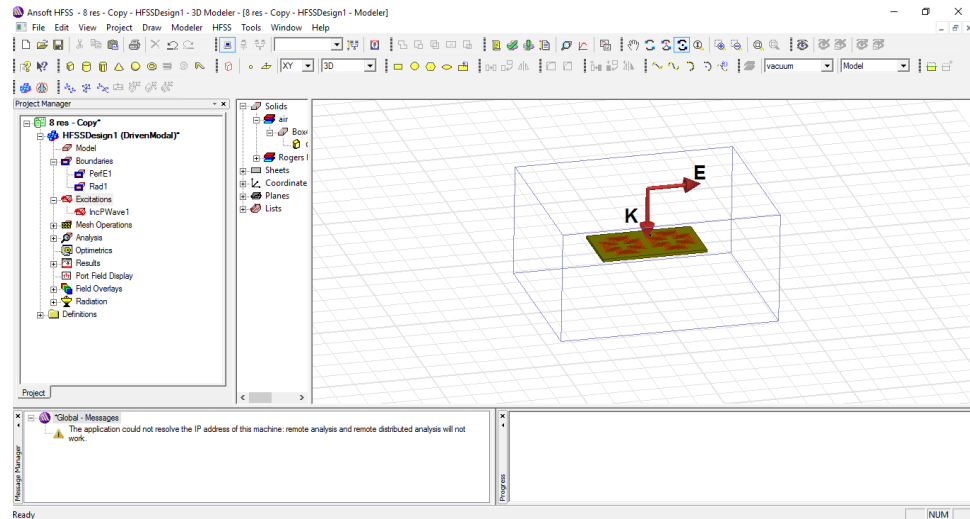 Ansoft HFSS - 8 res - Copy - HFSSDesign1 - 3D Modeler - [8 res - Copy - HFSSDesign1 - Modeler]
File Edit View Project Draw Modeler HFSS Tools Window Help
XY 3D vacuum Model
Project Manager
8 res - Copy*
HFSSDesign1 (DrivenModal)*
Model
Boundaries
PerfE1
Rad1
Excitations
IncPWave1
Mesh Operations
Analysis
Optimetrics
Results
Port Field Display
Field Overlays
Radiation
Definitions
Project
Solids
air
Rogers
Sheets
Coordinate
Planes
Lists
E
K
*Global - Messages
The application could not resolve the IP address of this machine: remote analysis and remote distributed analysis will not
work.
Message Manager
Progress
Ready
NUM